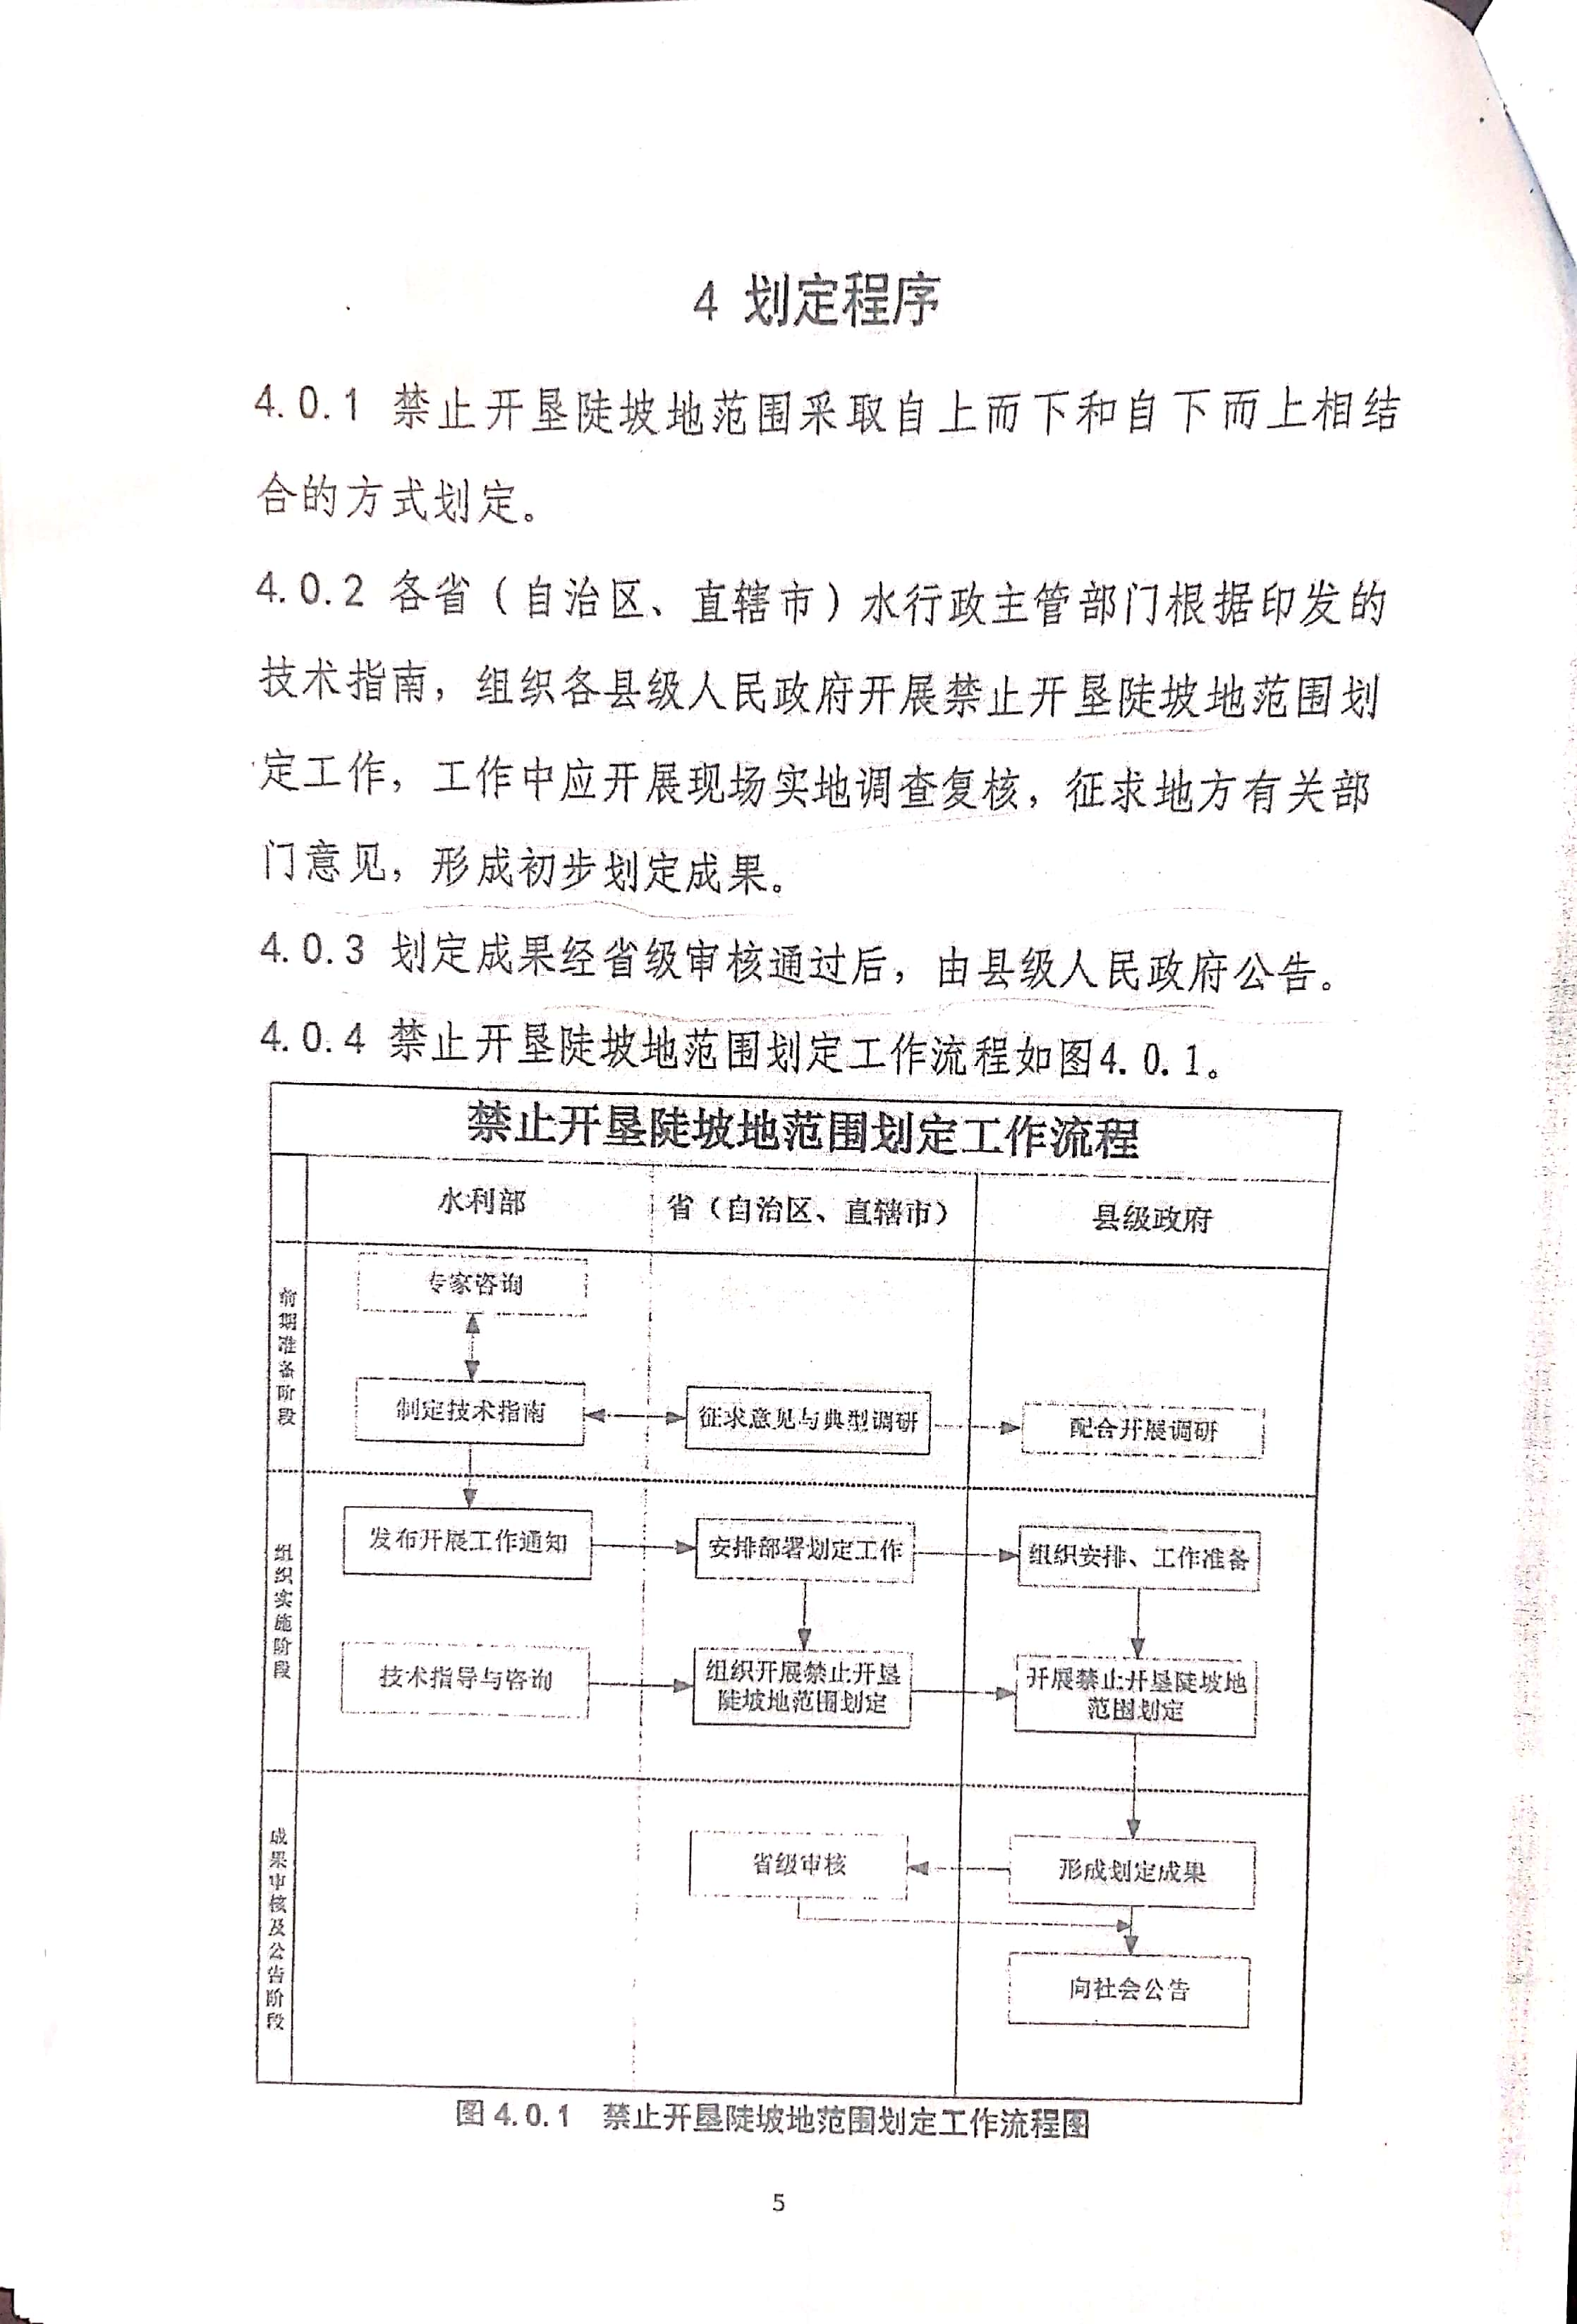 4 划定程序
4.0.1 禁止开垦陡坡地范围采取自上而下和自下而上相结
合的方式划定。
4.0.2 各省（自治区、直辖市）水行政主管部门根据印发的
技术指南，组织各县级人民政府开展禁止开垦陡坡地范围划
定工作，工作中应开展现场实地调查复核，征求地方有关部
门意见，形成初步划定成果。
4.0.3 划定成果经省级审核通过后，由县级人民政府公告。
4.0.4 禁止开垦陡坡地范围划定工作流程如图4.0.1。
禁止开垦陡坡地范围划定工作流程
水利部
省（自治区、直辖市）
县级政府
前期准备阶段
专家咨询
制定技术指南
征求意见与典型调研
配合开展调研
组织实施阶段
发布开展工作通知
安排部署划定工作
组织安排、工作准备
技术指导与咨询
组织开展禁止开垦
陡坡地范围划定
开展禁止开垦陡坡地
范围划定
成果审核及公告阶段
省级审核
形成划定成果
向社会公告
图 4.0.1 禁止开垦陡坡地范围划定工作流程图
5